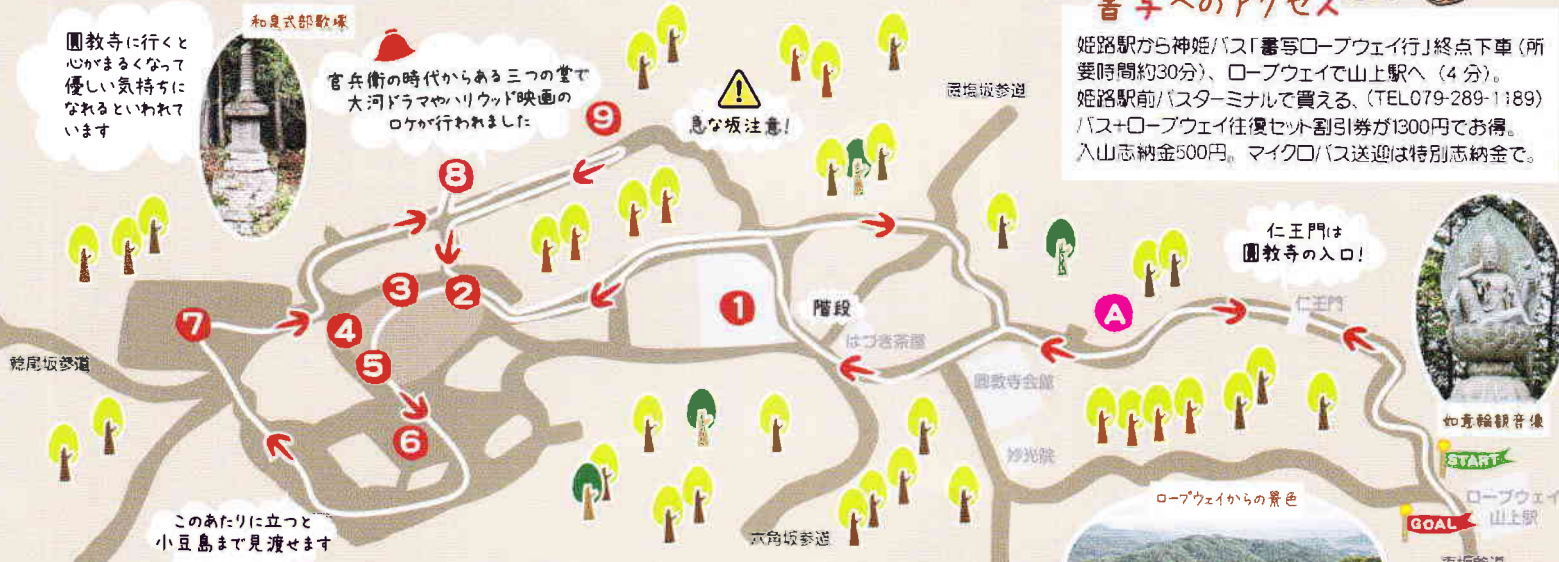 和泉式部歌塚
圓教寺に行くと
心がまるくなって
優しい気持ちに
なれるといわれて
います
官兵衛の時代からある三つの堂で
大河ドラマやハリウッド映画の
ロケが行われました
急な坂注意!
置塩坂参道
書写へのアクセス
姫路駅から神姫バス「書写ロープウェイ行」終点下車(所
要時間約30分)、ロープウェイで山上駅へ(4分)。
姫路駅前バスターミナルで買える、(TEL079-289-1189)
バス+ロープウェイ往復セット割引券が1300円でお得。
入山志納金500円。マイクロバス送迎は特別志納金で。
9
8
3
2
1
7
4
5
6
A
階段
はづき茶屋
仁王門は
圓教寺の入口!
仁王門
鯰尾坂参道
圓教寺会館
妙光院
如意輪観音像
START
ロープウェイ
山上駅
GOAL
ロープウェイからの景色
このあたりに立つと
小豆島まで見渡せます
六角坂参道